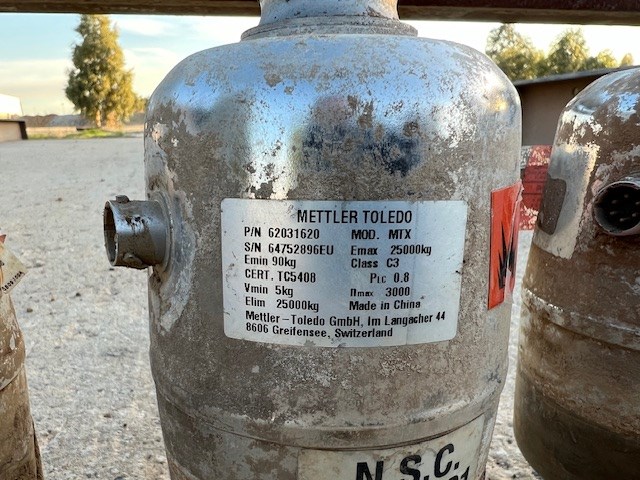 METTLER TOLEDO
P/N 62031620 MOD. MTX
S/N 64752896EU Emax 25000kg
Emin 90kg Class C3
CERT. TC5408 PLC 0.8
Vmin 5kg nmax 3000
Elim 25000kg Made in China
Mettler-Toledo GmbH, Im Langacher 44
8606 Greifensee, Switzerland
N.S.C.